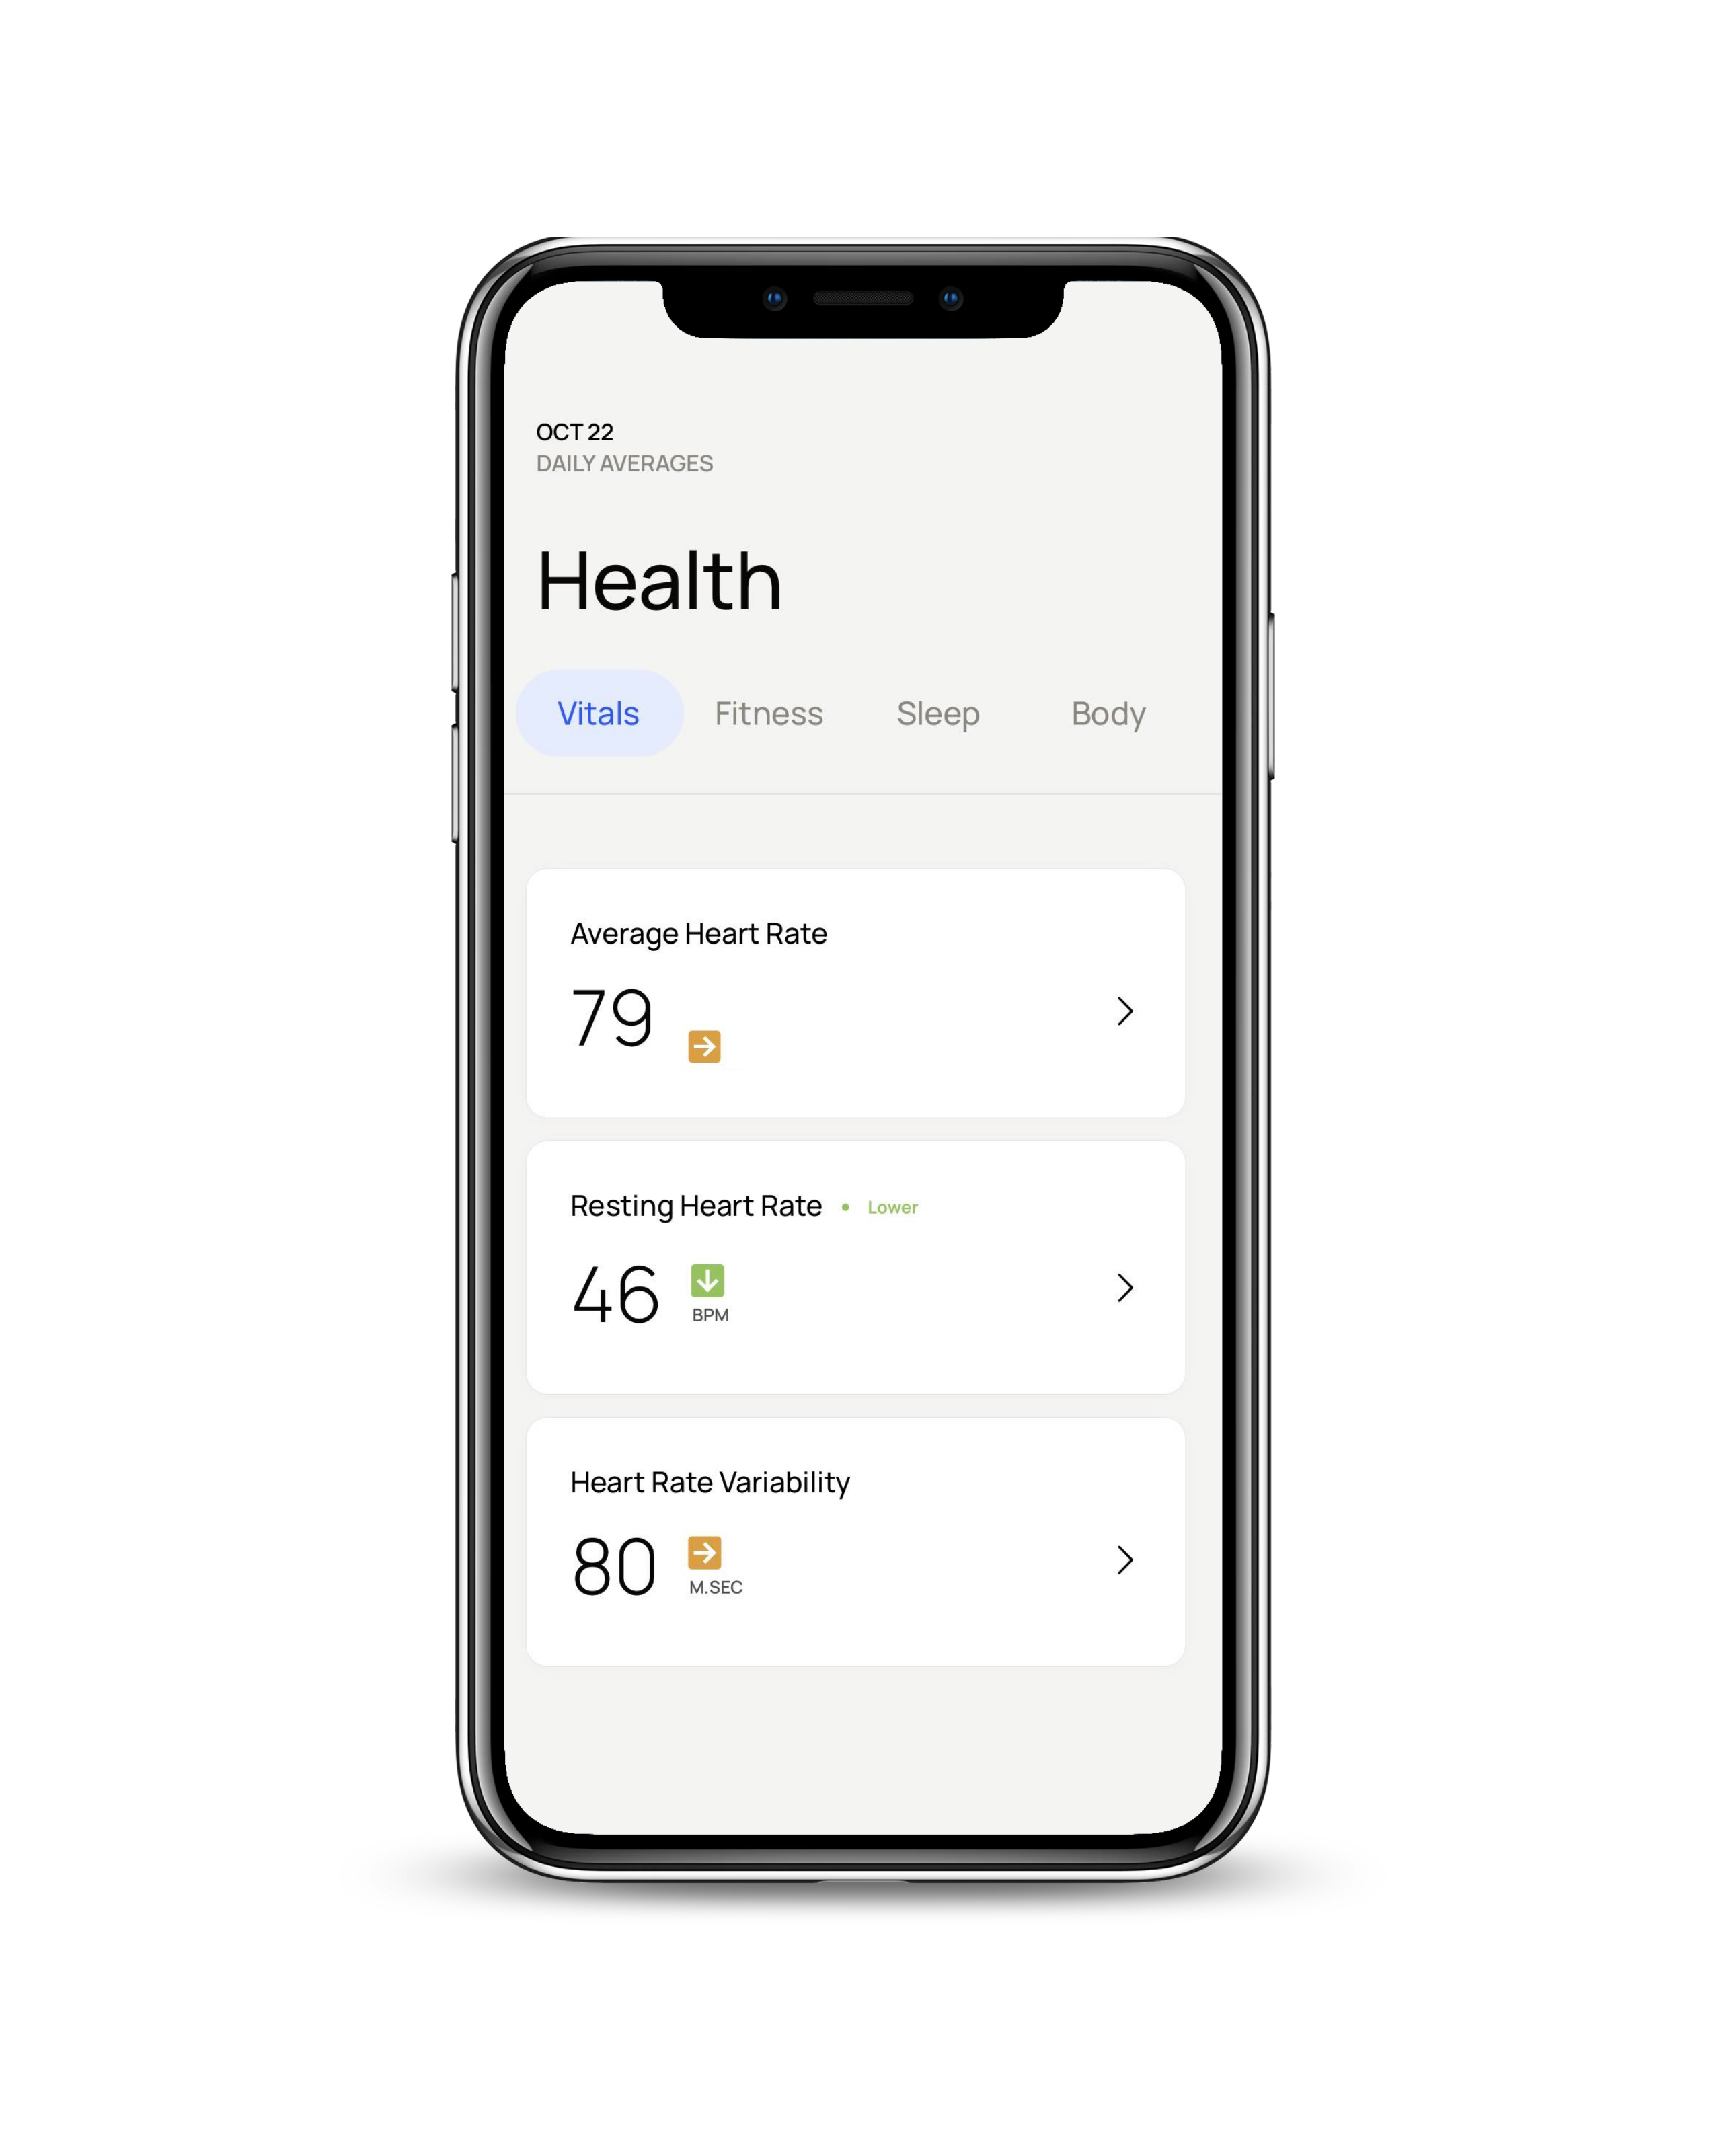 OCT 22
DAILY AVERAGES
Health
Vitals Fitness Sleep Body
Average Heart Rate
79
Resting Heart Rate • Lower
46 BPM
Heart Rate Variability
80 M.SEC